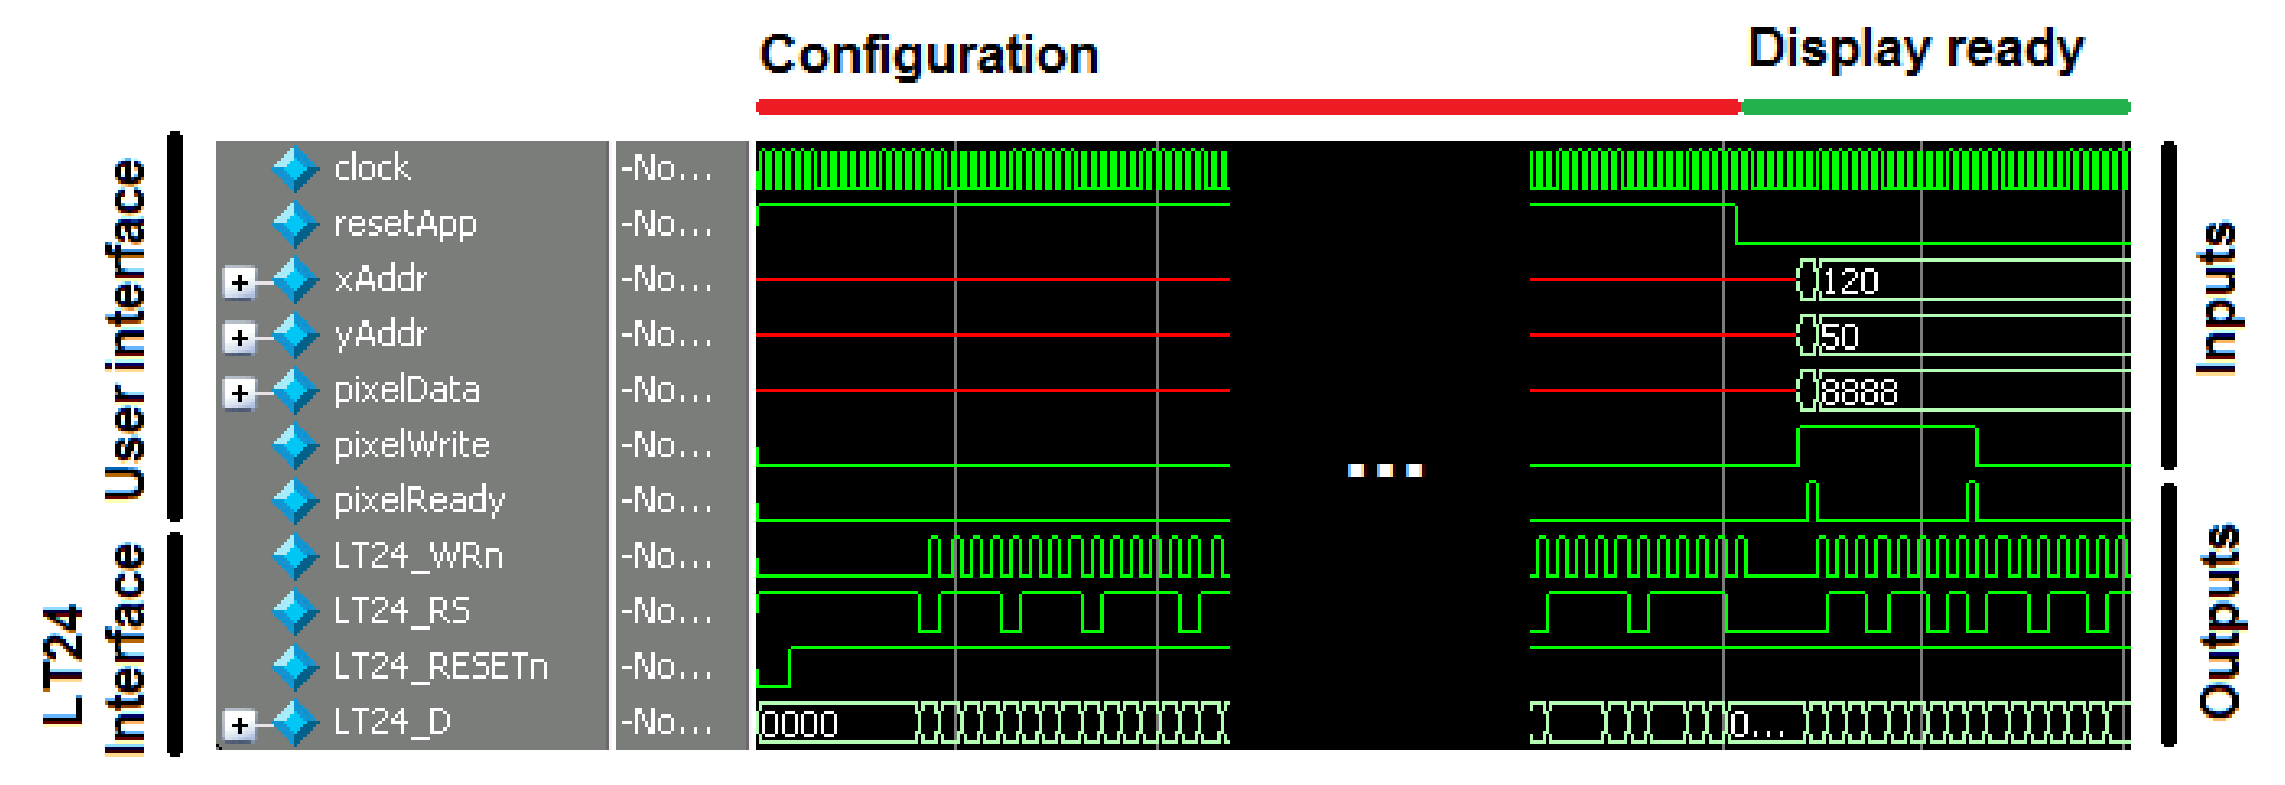 Configuration
Display ready
User interface
LT24
Interface
clock -No...
resetApp -No...
xAddr -No... 120
yAddr -No... 50
pixelData -No... 8888
pixelWrite -No...
pixelReady -No...
LT24_WRn -No...
LT24_RS -No...
LT24_RESETn -No...
LT24_D -No... 0000 0...
...
Inputs
Outputs